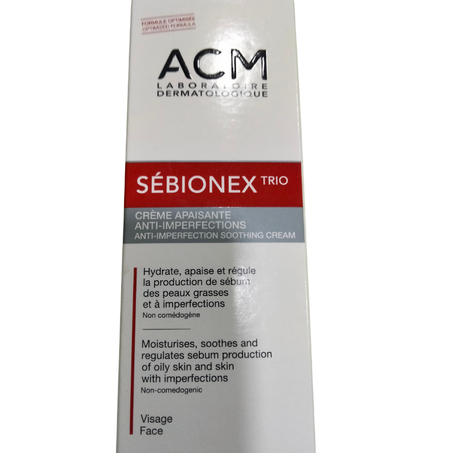 FORMULE OPTIMISÉE
OPTIMISED FORMULA
ACM
LABORATOIRE
DERMATOLOGIQUE
SÉBIONEX TRIO
CRÈME APAISANTE
ANTI-IMPERFECTIONS
ANTI-IMPERFECTION SOOTHING CREAM
Hydrate, apaise et régule
la production de sébum
des peaux grasses
et à imperfections
Non comédogène
Moisturises, soothes and
regulates sebum production
of oily skin and skin
with imperfections
Non-comedogenic
Visage
Face